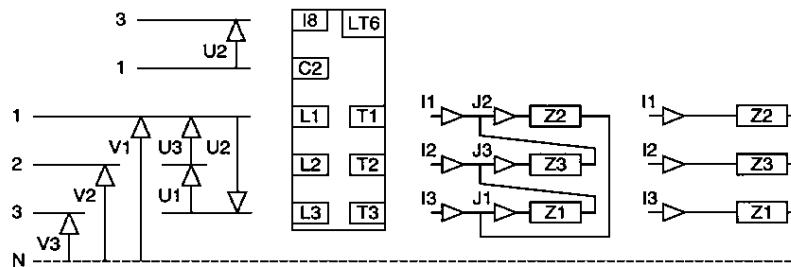 3 I8 LT6
U2
1 C2
1 L1 T1 I1 J2 Z2 I1 Z2
V1 U3 U2
2 L2 T2 I2 J3 Z3 I2 Z3
V2 U1
3 L3 T3 I3 J1 Z1 I3 Z1
V3
N